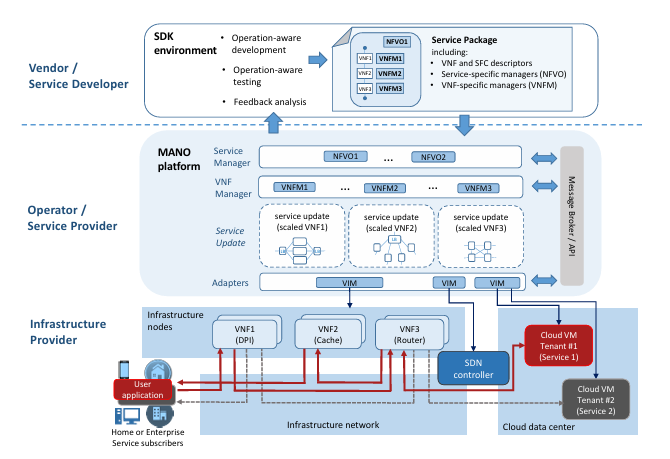 Vendor /
Service Developer
SDK
environment
• Operation-aware
development
• Operation-aware
testing
• Feedback analysis
NFVO1
VNF1 VNFM1
VNF2 VNFM2
VNF3 VNFM3
Service Package
including:
• VNF and SFC descriptors
• Service-specific managers (NFVO)
• VNF-specific managers (VNFM)
Operator /
Service Provider
MANO
platform
Service
Manager
NFVO1 ... NFVO2
VNF
Manager
VNFM1 ... VNFM2 ... VNFM3
Service
Update
service update
(scaled VNF1)
LB
LB
service update
(scaled VNF2)
LB
service update
(scaled VNF3)
Adapters
VIM VIM VIM
Message Broker / API
Infrastructure
Provider
Infrastructure
nodes
VNF1
(DPI)
VNF2
(Cache)
VNF3
(Router)
SDN
controller
Cloud VM
Tenant #1
(Service 1)
Cloud VM
Tenant #2
(Service 2)
User
application
Home or Enterprise
Service subscribers
Infrastructure network
Cloud data center